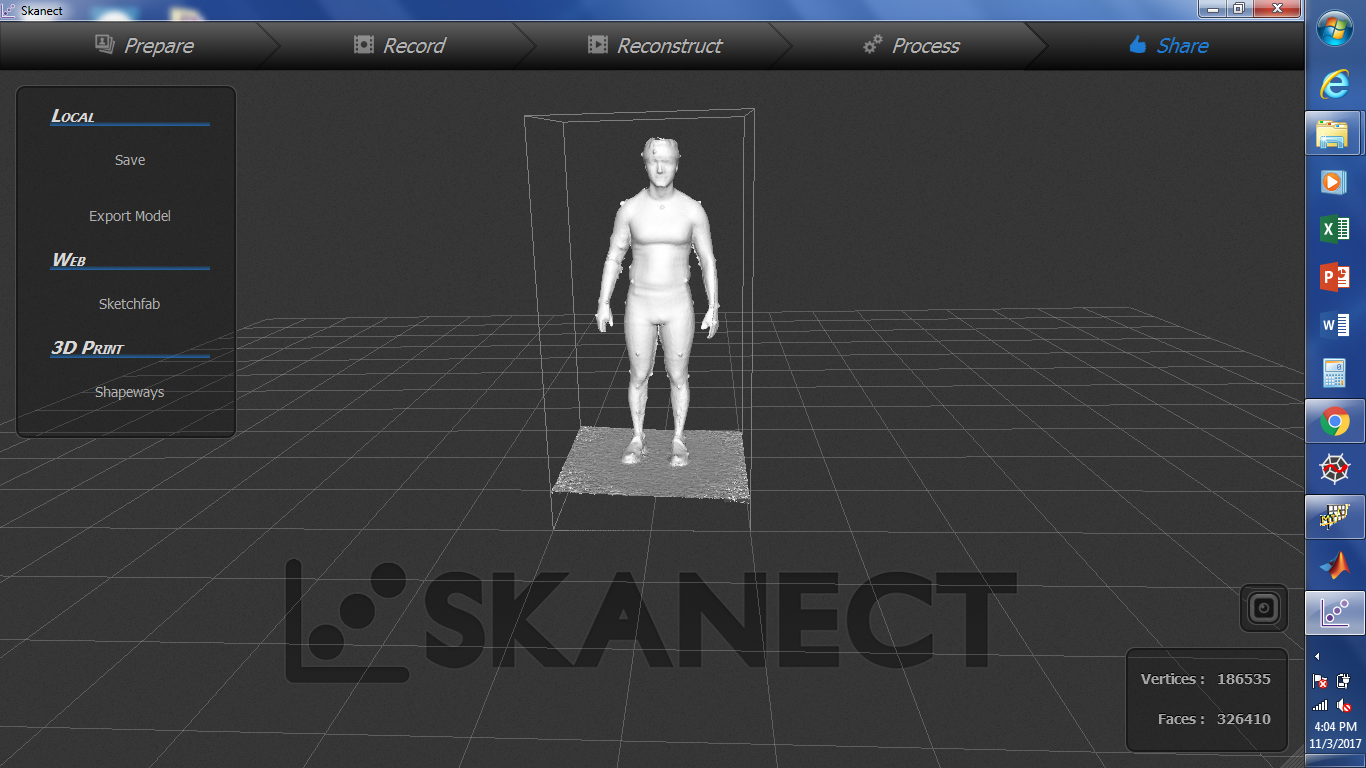 Skanect
Prepare
Record
Reconstruct
Process
Share
Local
Save
Export Model
Web
Sketchfab
3D Print
Shapeways
SKANECT
Vertices : 186535
Faces : 326410
4:04 PM
11/3/2017